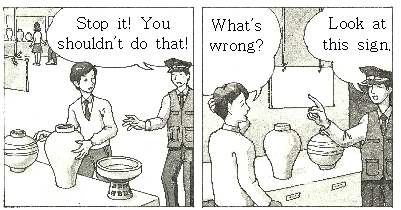 Stop it! You
shouldn't do that!
What's
wrong?
Look at
this sign.